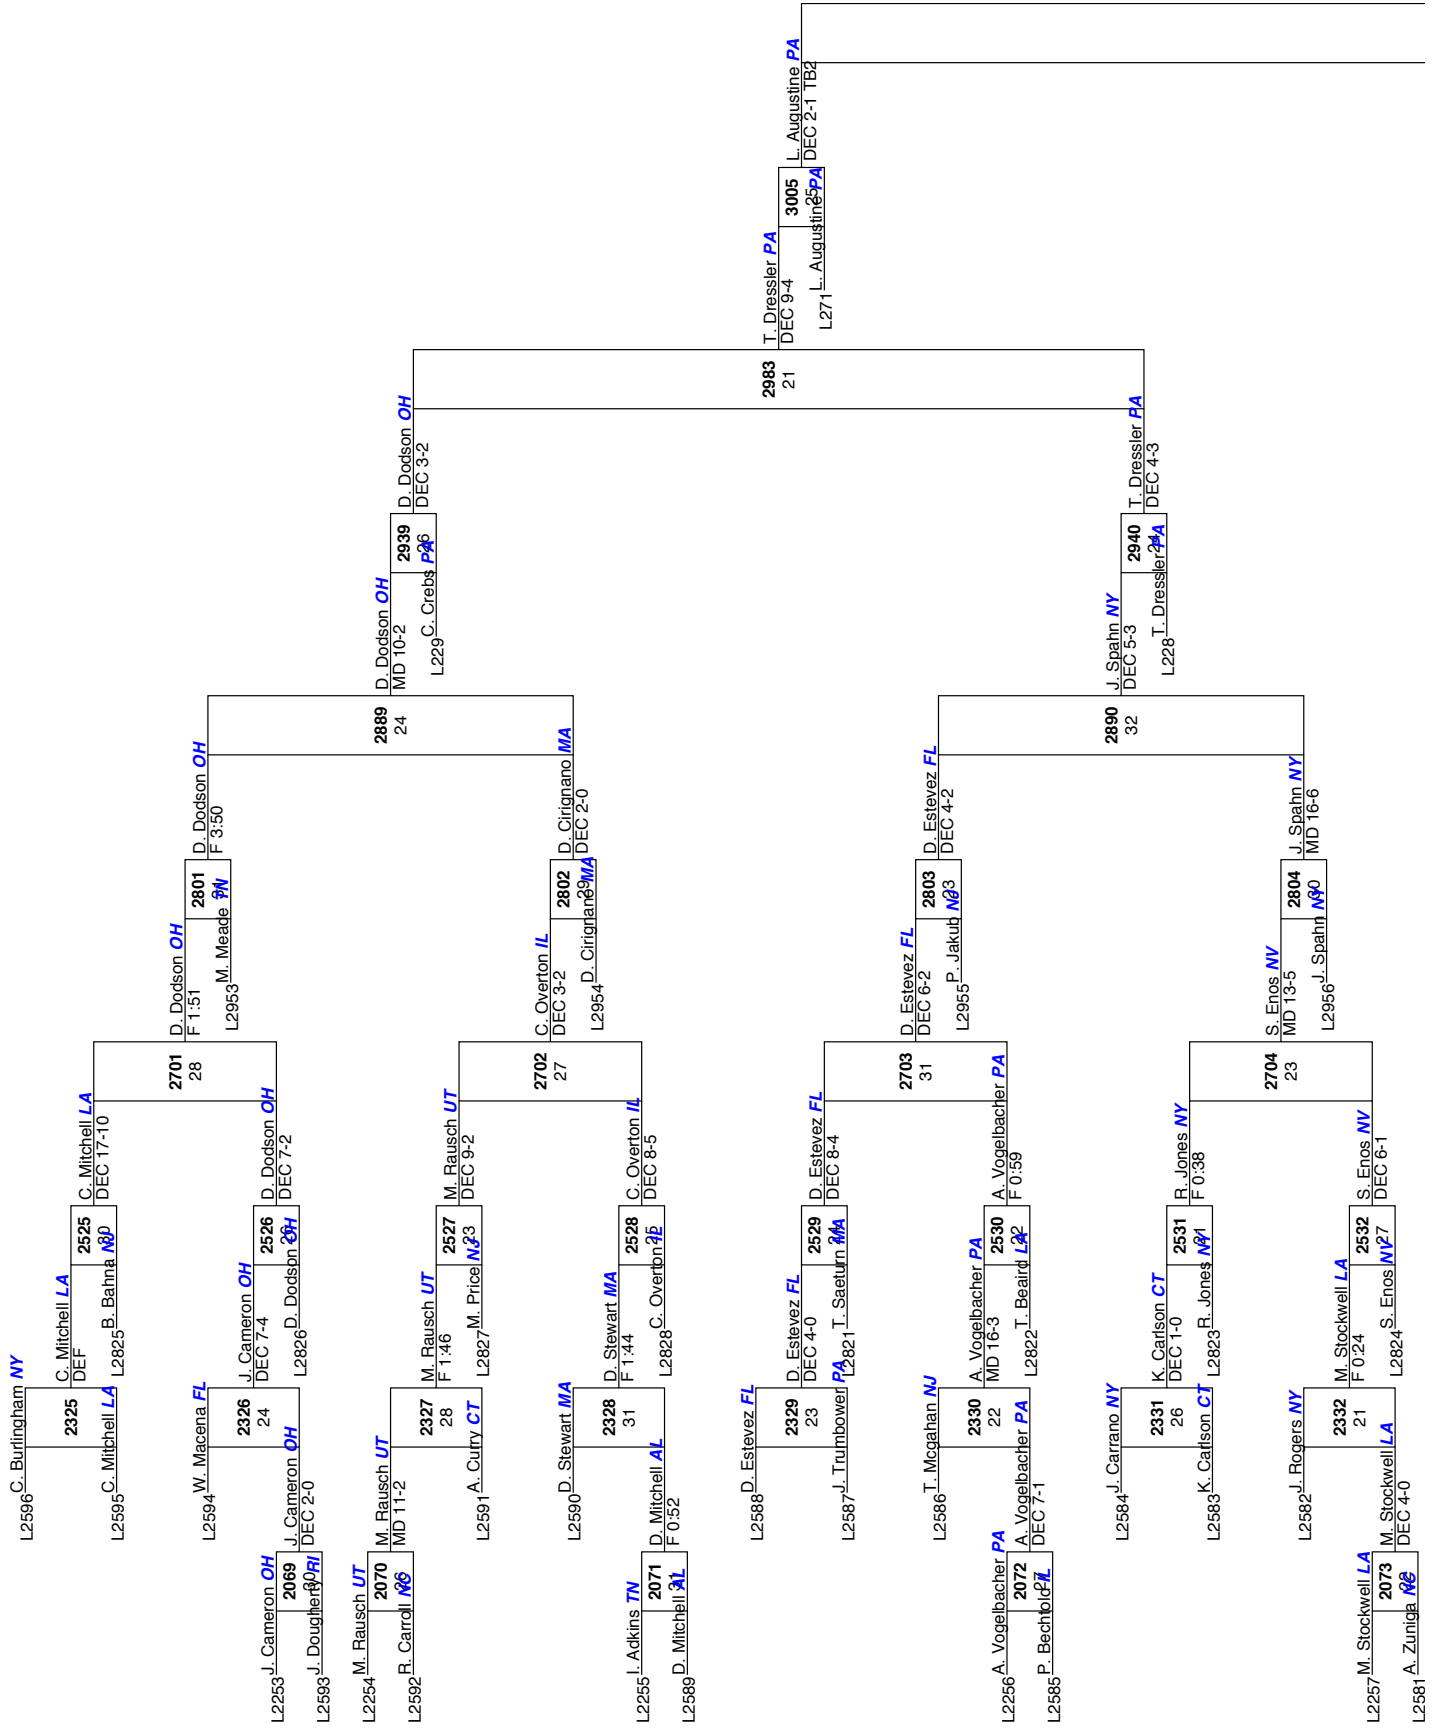 L2253 J. Cameron OH
2069
30
L2593 J. Dougherty RI
L2254 M. Rausch UT
2070
L2592 R. Carroll NC
L2255 I. Adkins TN
2071
31
L2589 D. Mitchell AL
L2256 A. Vogelbacher PA
2072
27
L2585 P. Bechtold IL
L2257 M. Stockwell LA
2073
L2581 A. Zuniga NC
L2596 C. Burlingham NY
2325
L2595 C. Mitchell LA
L2594 W. Macena FL
2326
24
J. Cameron OH
DEC 2-0
M. Rausch UT
MD 11-2
2327
28
L2591 A. Curry CT
L2590 D. Stewart MA
2328
31
D. Mitchell AL
F 0:52
L2588 D. Estevez FL
2329
23
L2587 J. Trumbower PA
L2586 T. Mcgahan NJ
2330
22
A. Vogelbacher PA
DEC 7-1
L2584 J. Carrano NY
2331
26
L2583 K. Carlson CT
L2582 J. Rogers NY
2332
21
M. Stockwell LA
DEC 4-0
C. Mitchell LA
DEF
2525
30
L2825 B. Bahna NJ
J. Cameron OH
DEC 7-4
2526
L2826 D. Dodson OH
M. Rausch UT
F 1:46
2527
23
L2827 M. Price NJ
D. Stewart MA
F 1:44
2528
25
L2828 C. Overton IL
D. Estevez FL
DEC 4-0
2529
24
L2821 T. Saeturn MA
A. Vogelbacher PA
MD 16-3
2530
22
L2822 T. Beaird LA
K. Carlson CT
DEC 1-0
2531
21
L2823 R. Jones NY
M. Stockwell LA
F 0:24
2532
27
L2824 S. Enos NV
C. Mitchell LA
DEC 17-10
2701
28
D. Dodson OH
DEC 7-2
M. Rausch UT
DEC 9-2
2702
27
C. Overton IL
DEC 8-5
D. Estevez FL
DEC 8-4
2703
31
A. Vogelbacher PA
F 0:59
R. Jones NY
F 0:38
2704
23
S. Enos NV
DEC 6-1
D. Dodson OH
F 1:51
2801
L2953 M. Meade TN
C. Overton IL
DEC 3-2
2802
29
L2954 D. Cirignano MA
D. Estevez FL
DEC 6-2
2803
23
L2955 P. Jakub NJ
S. Enos NV
MD 13-5
2804
30
L2956 J. Spahn NY
D. Dodson OH
F 3:50
2889
24
D. Cirignano MA
DEC 2-0
D. Estevez FL
DEC 4-2
2890
32
J. Spahn NY
MD 16-6
D. Dodson OH
MD 10-2
2939
26
L229 C. Crebs PA
J. Spahn NY
DEC 5-3
2940
24
L228 T. Dressler PA
D. Dodson OH
DEC 3-2
2983
21
T. Dressler PA
DEC 4-3
T. Dressler PA
DEC 9-4
3005
25
L271 L. Augustine PA
L. Augustine PA
DEC 2-1 TB2